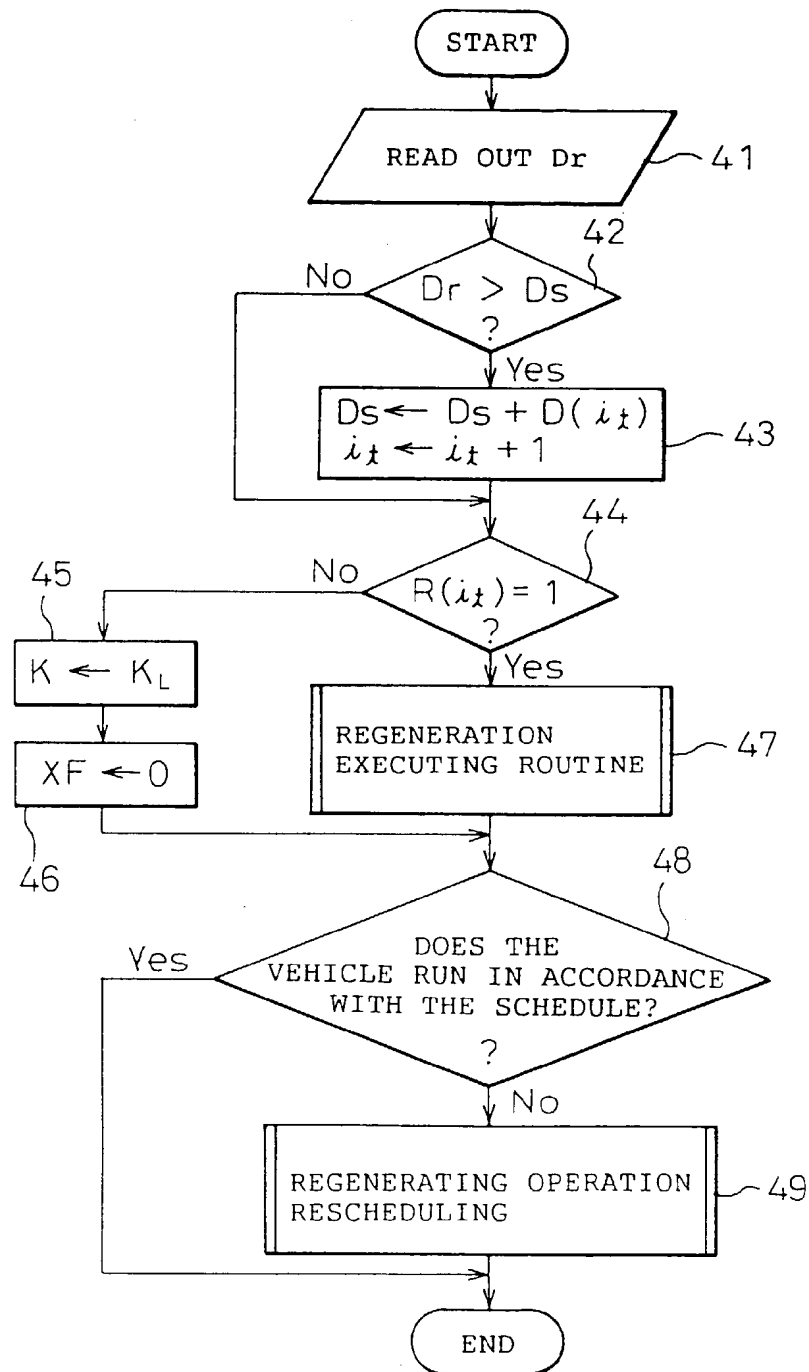 START
READ OUT Dr
41
42
No
Dr > Ds
?
Yes
Ds ← Ds + D(it)
it ← it + 1
43
44
No
R(it) = 1
?
45
K ← KL
Yes
REGENERATION
EXECUTING ROUTINE
47
XF ← 0
46
48
DOES THE
Yes
VEHICLE RUN IN ACCORDANCE
WITH THE SCHEDULE?
?
No
REGENERATING OPERATION
RESCHEDULING
49
END